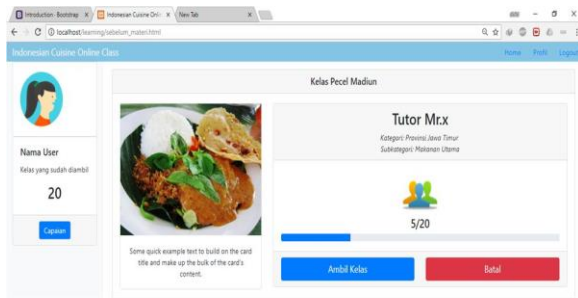 Introduction - Bootstrap
Indonesian Cuisine Onli
New Tab
localhost/learning/sebelum_materi.html
Indonesian Cuisine Online Class
Home Profil Logout
Kelas Pecel Madiun
Nama User
Kelas yang sudah diambil
20
Capaian
Some quick example text to build on the card
title and make up the bulk of the card's
content.
Tutor Mr.x
Kategori: Provinsi Jawa Timur
Subkategori: Makanan Utama
5/20
Ambil Kelas
Batal